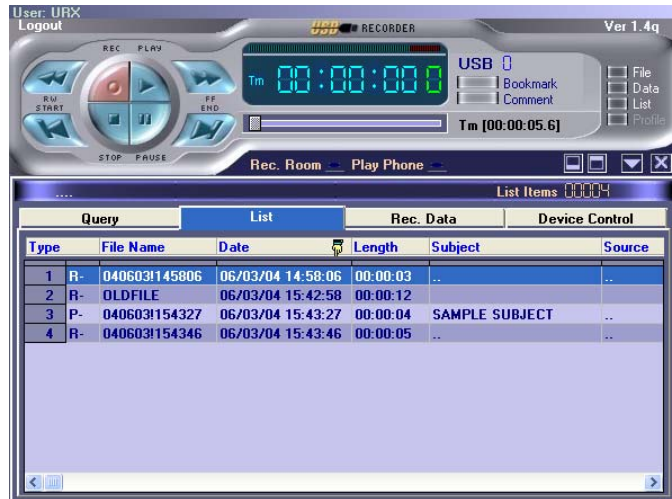 User: URX
Logout
USB RECORDER
Ver 1.4q
REC PLAY
RW START
FF END
STOP PAUSE
Tm 00:00:00 0
USB 0
Bookmark
Comment
Tm [00:00:05.6]
File
Data
List
Profile
Rec. Room Play Phone
....
List Items 00004
Query List Rec. Data Device Control
Type File Name Date Length Subject Source
1 R- 040603!145806 06/03/04 14:58:06 00:00:03 .. ..
2 R- OLDFILE 06/03/04 15:42:58 00:00:12
3 P- 040603!154327 06/03/04 15:43:27 00:00:04 SAMPLE SUBJECT ..
4 R- 040603!154346 06/03/04 15:43:46 00:00:05 .. ..